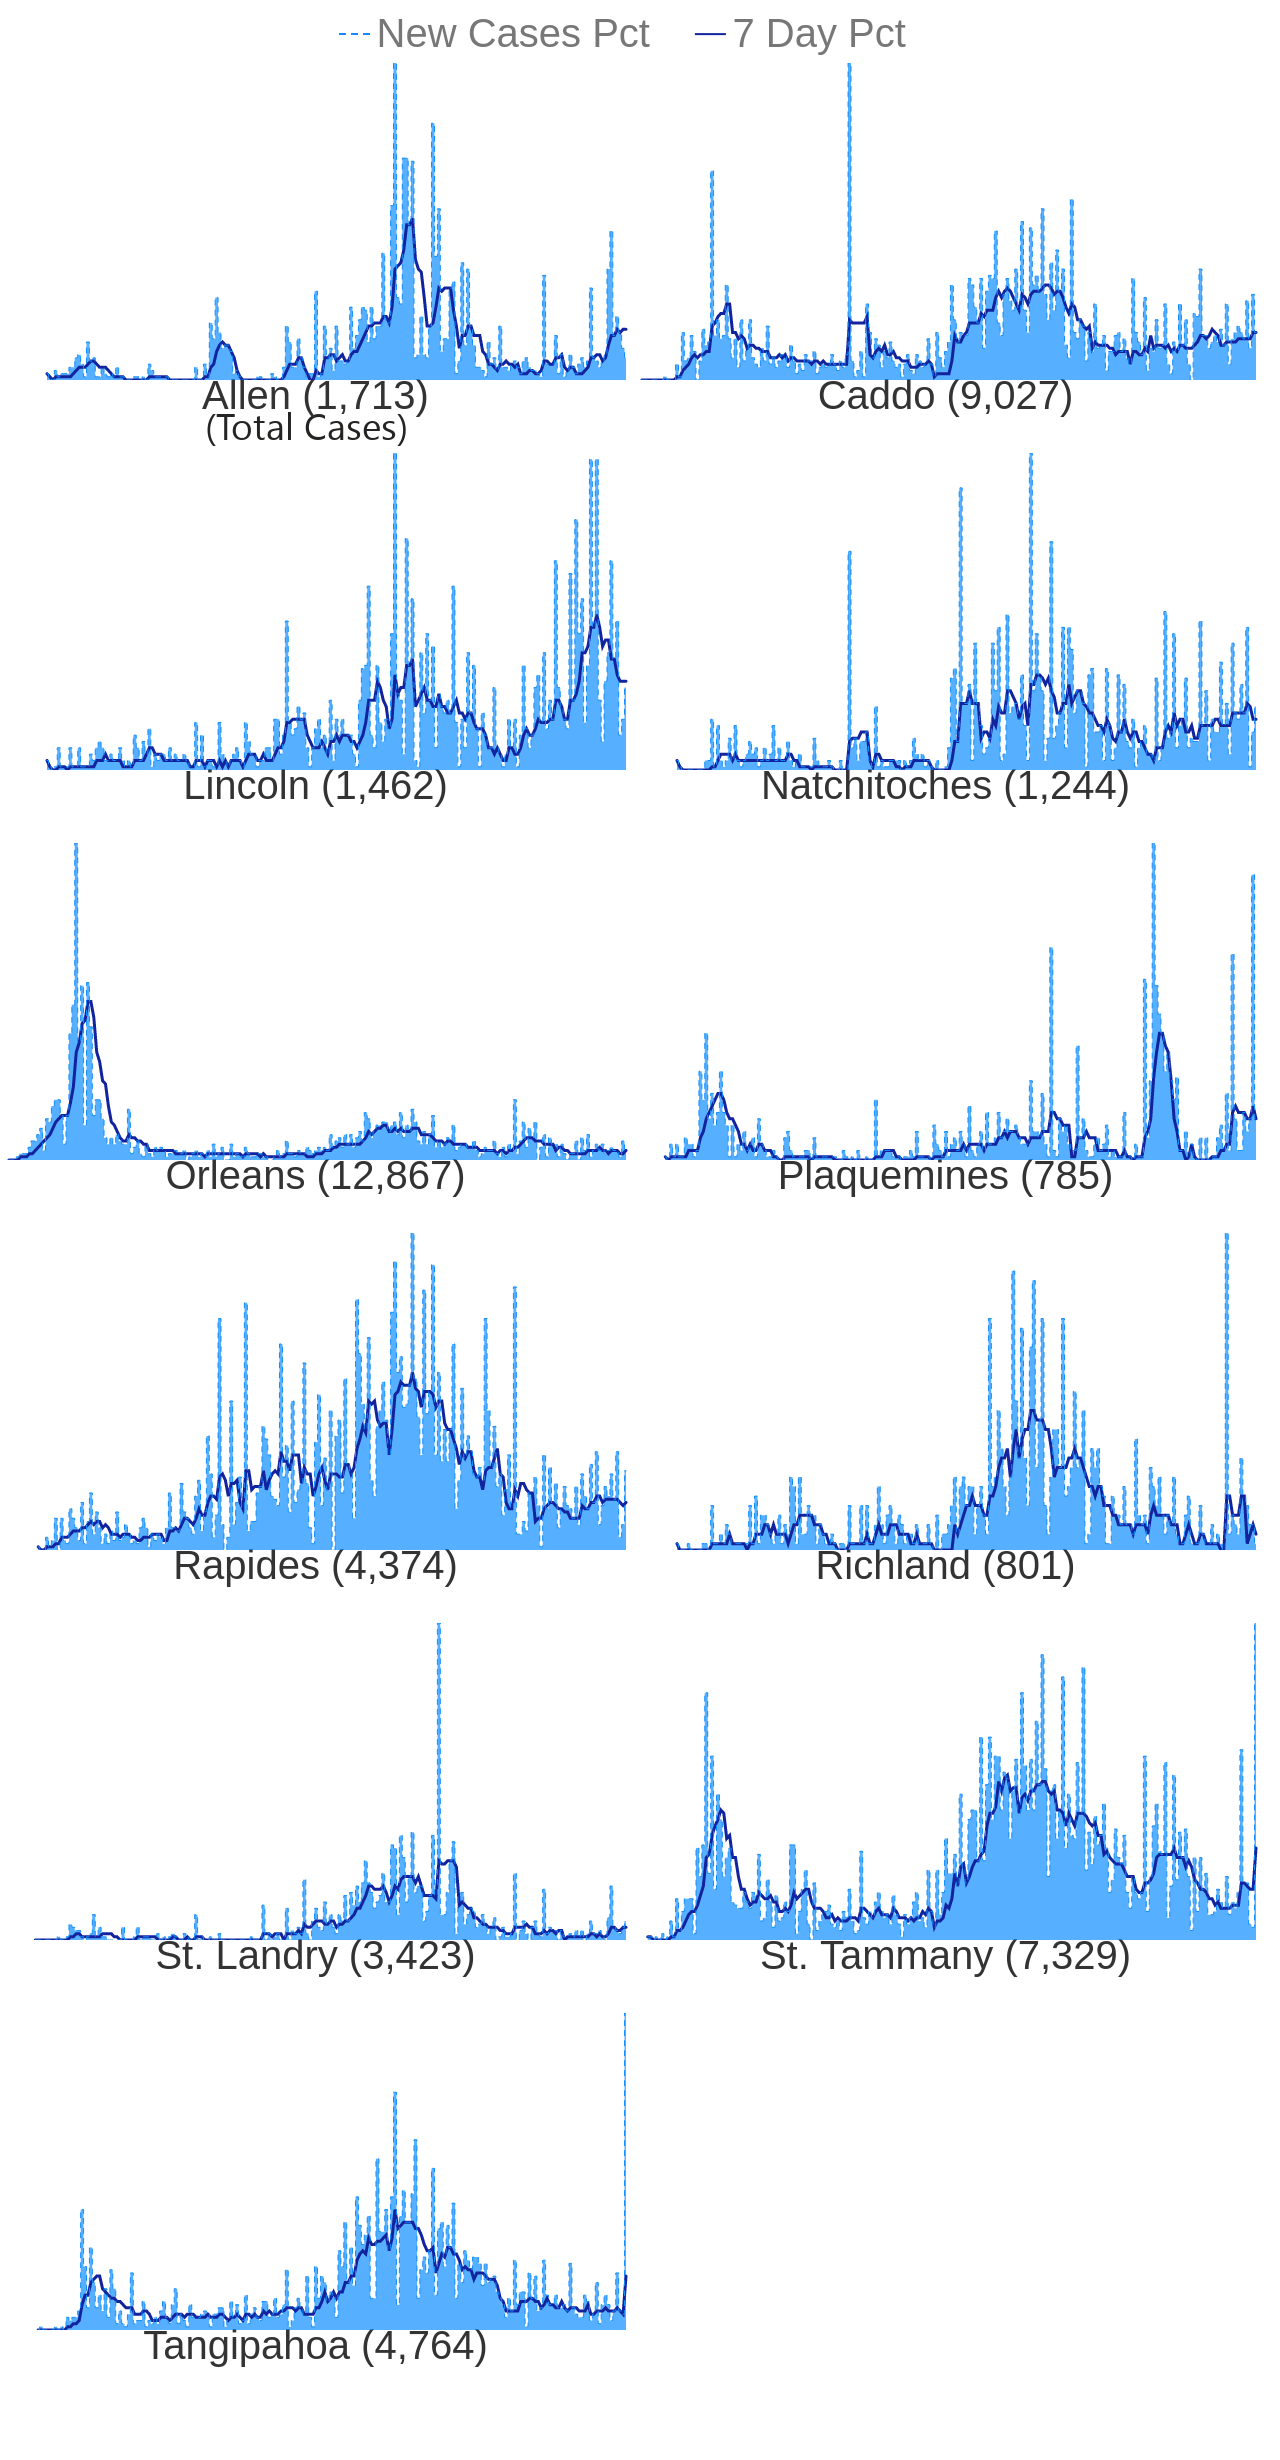 New Cases Pct 7 Day Pct
Allen (1,713) Caddo (9,027)
(Total Cases)
Lincoln (1,462) Natchitoches (1,244)
Orleans (12,867) Plaquemines (785)
Rapides (4,374) Richland (801)
St. Landry (3,423) St. Tammany (7,329)
Tangipahoa (4,764)